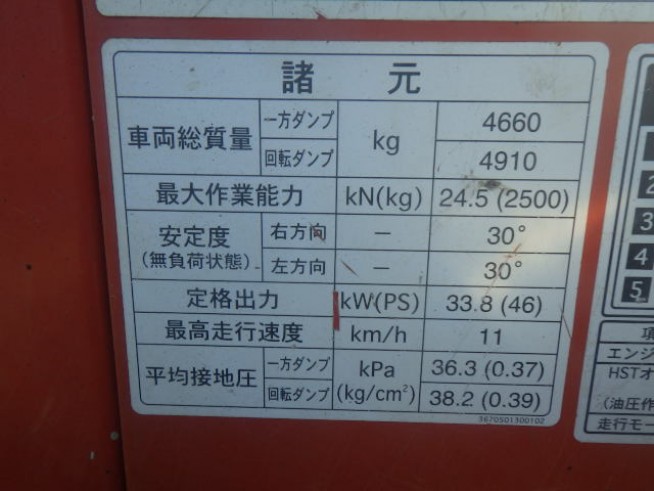 諸 元
車両総質量 一方ダンプ kg 4660
回転ダンプ 4910
最大作業能力 kN(kg) 24.5 (2500)
安定度 (無負荷状態) 右方向 － 30°
左方向 － 30°
定格出力 kW(PS) 33.8 (46)
最高走行速度 km/h 11
平均接地圧 一方ダンプ kPa 36.3 (0.37)
回転ダンプ (kg/cm²) 38.2 (0.39)
3670501300102
2
3
4
5
エンジ
HSTオ
(油圧作
走行モー